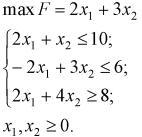 max F = 2x₁ + 3x₂
2x₁ + x₂ ≤ 10;
− 2x₁ + 3x₂ ≤ 6;
2x₁ + 4x₂ ≥ 8;
x₁, x₂ ≥ 0.